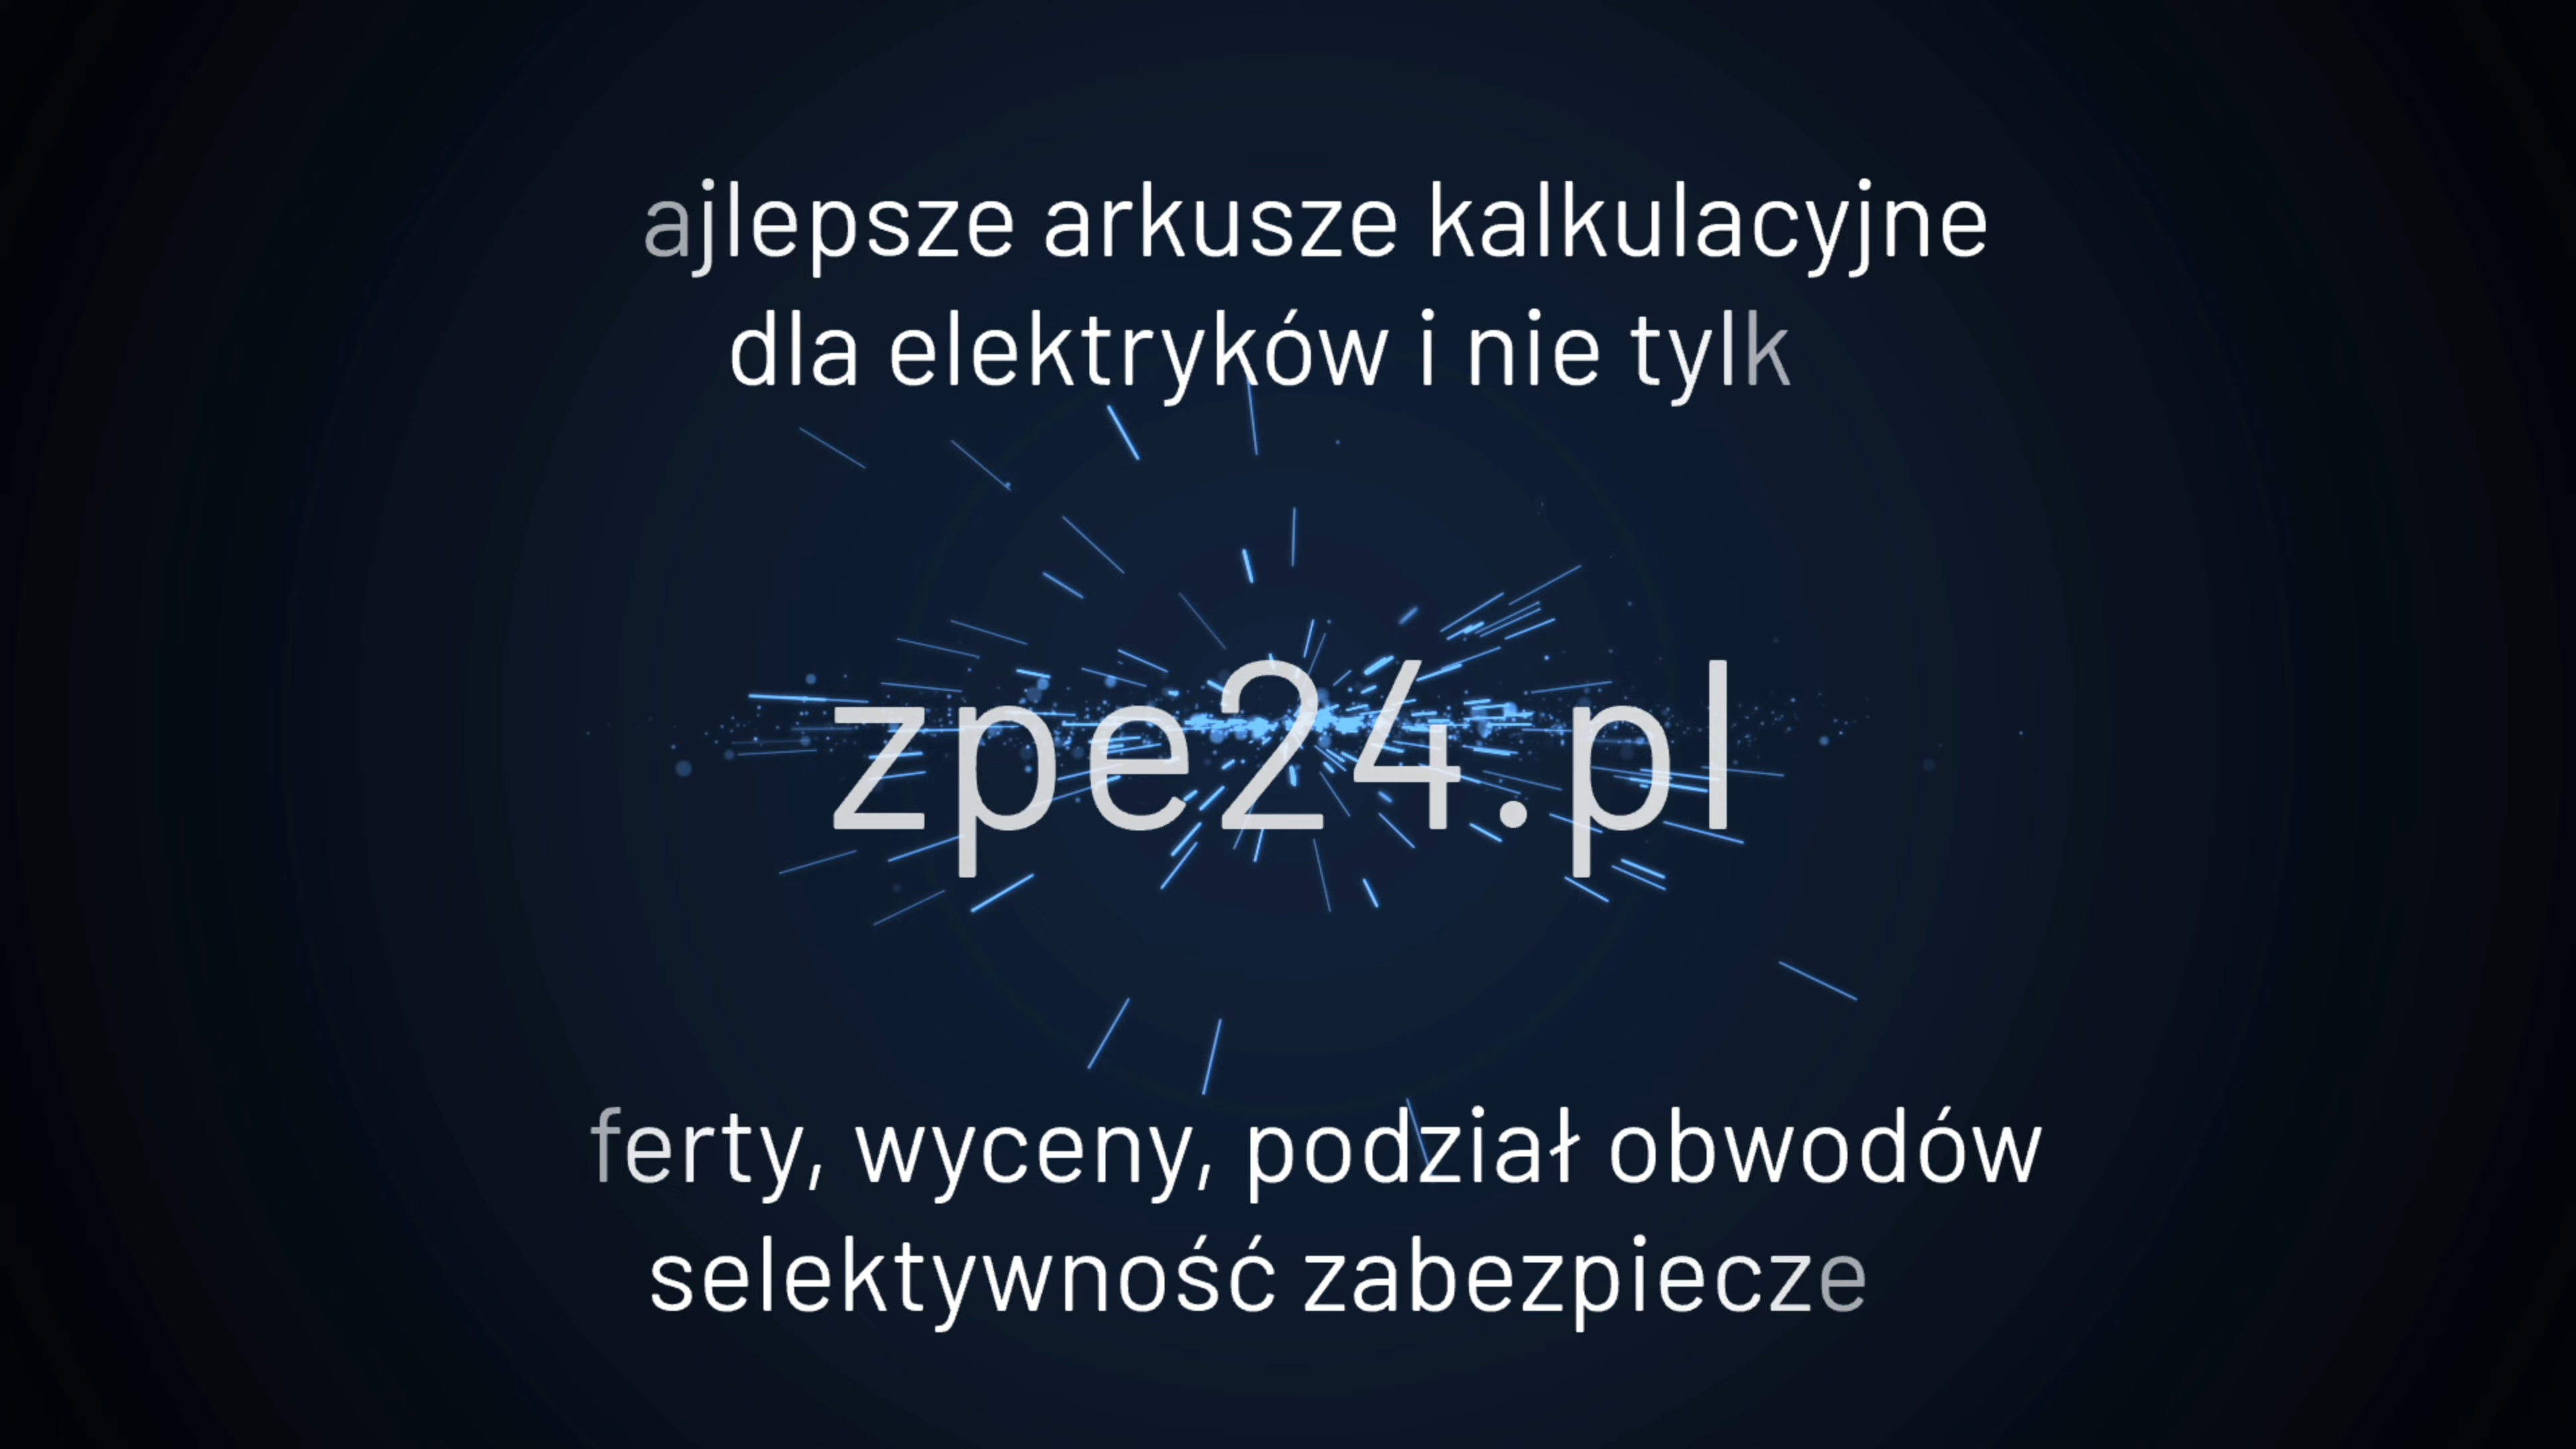 ajlepsze arkusze kalkulacyjne
dla elektryków i nie tylk
zpe24.pl
ferty, wyceny, podział obwodów
selektywność zabezpiecze